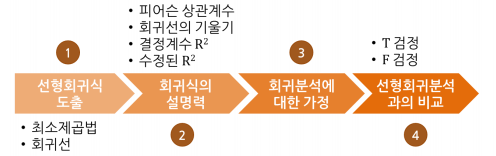 1
선형회귀식
도출
• 최소제곱법
• 회귀선
• 피어슨 상관계수
• 회귀선의 기울기
• 결정계수 R²
• 수정된 R²
회귀식의
설명력
2
3
회귀분석에
대한 가정
• T 검정
• F 검정
선형회귀분석
과의 비교
4